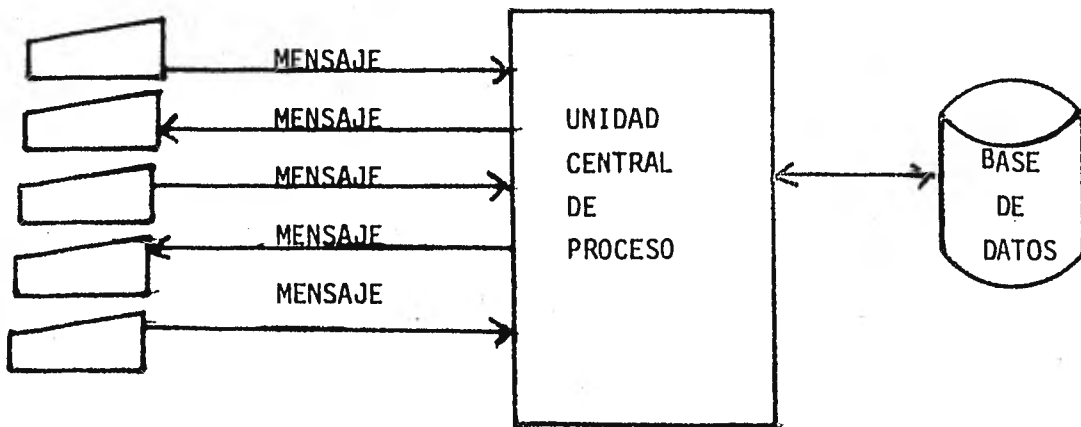 MENSAJE
MENSAJE
MENSAJE
MENSAJE
MENSAJE
UNIDAD
CENTRAL
DE
PROCESO
BASE
DE
DATOS